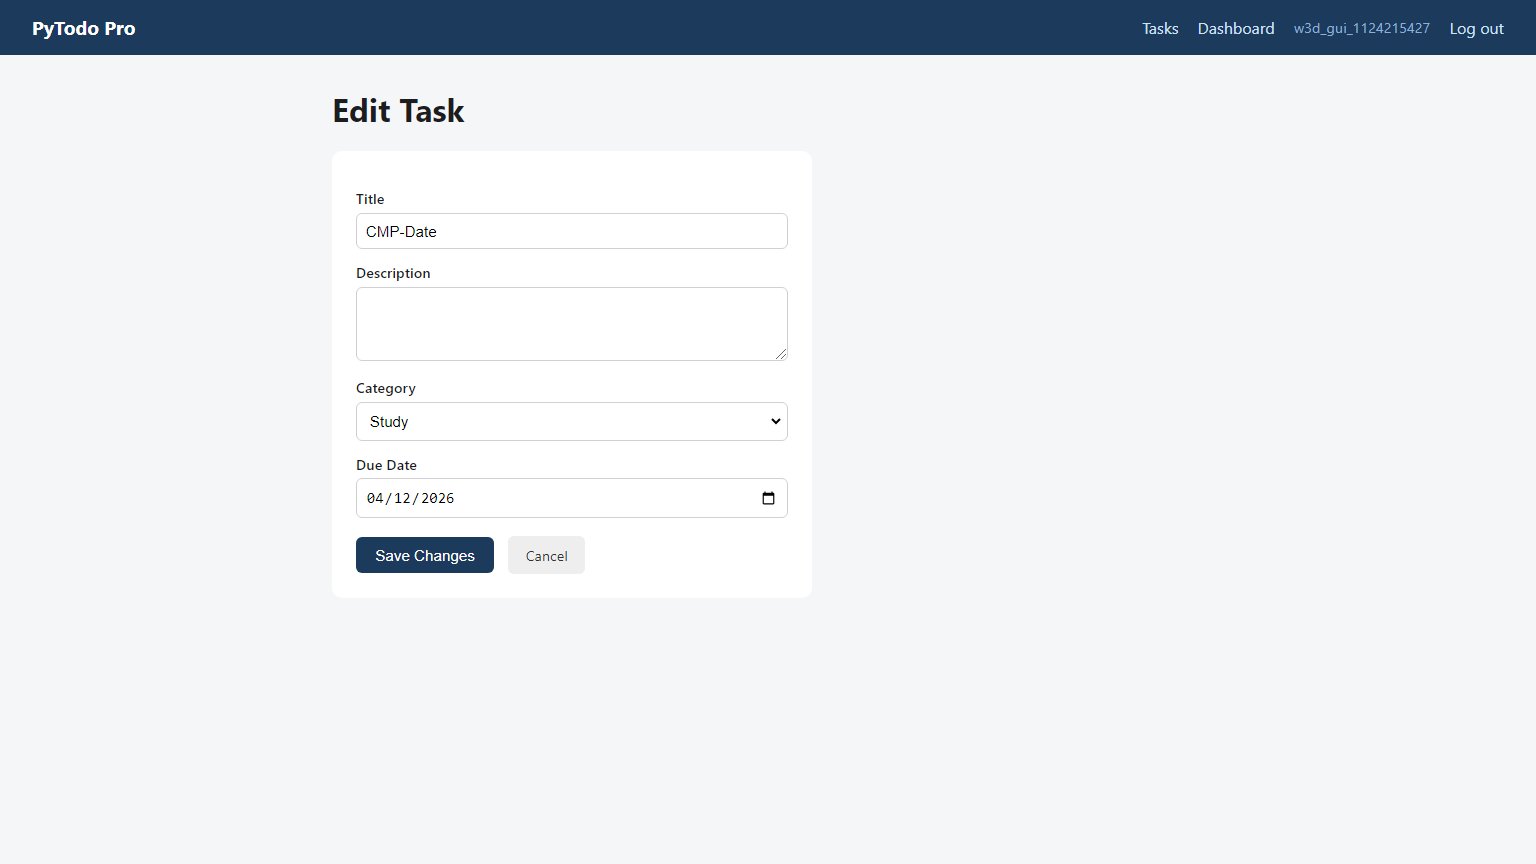 PyTodo Pro
Tasks Dashboard w3d_gui_1124215427 Log out
Edit Task
Title
CMP-Date
Description
Category
Study
Due Date
04/12/2026
Save Changes
Cancel